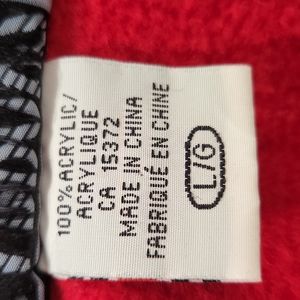 100% ACRYLIC/
ACRYLIQUE
CA 15372
MADE IN CHINA
FABRIQUÉ EN CHINE
L/G